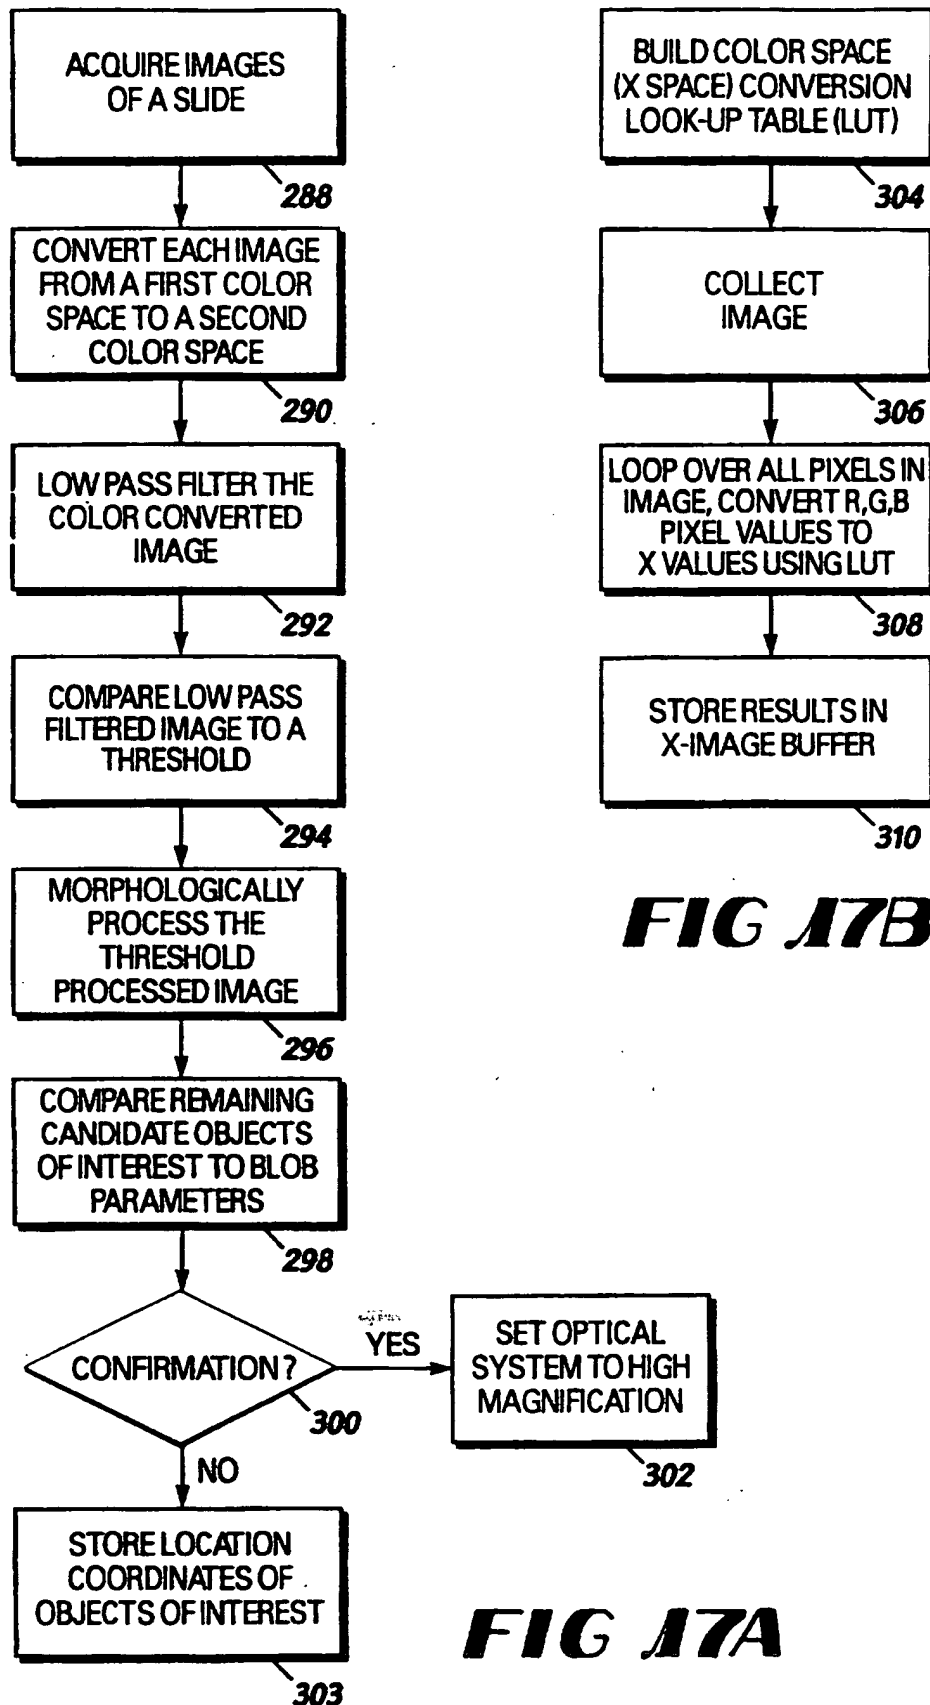 ACQUIRE IMAGES
OF A SLIDE
288
CONVERT EACH IMAGE
FROM A FIRST COLOR
SPACE TO A SECOND
COLOR SPACE
290
LOW PASS FILTER THE
COLOR CONVERTED
IMAGE
292
COMPARE LOW PASS
FILTERED IMAGE TO A
THRESHOLD
294
MORPHOLOGICALLY
PROCESS THE
THRESHOLD
PROCESSED IMAGE
296
COMPARE REMAINING
CANDIDATE OBJECTS
OF INTEREST TO BLOB
PARAMETERS
298
CONFIRMATION ?
300
YES
SET OPTICAL
SYSTEM TO HIGH
MAGNIFICATION
302
NO
STORE LOCATION
COORDINATES OF
OBJECTS OF INTEREST
303
FIG 17A
BUILD COLOR SPACE
(X SPACE) CONVERSION
LOOK-UP TABLE (LUT)
304
COLLECT
IMAGE
306
LOOP OVER ALL PIXELS IN
IMAGE, CONVERT R,G,B
PIXEL VALUES TO
X VALUES USING LUT
308
STORE RESULTS IN
X-IMAGE BUFFER
310
FIG 17B